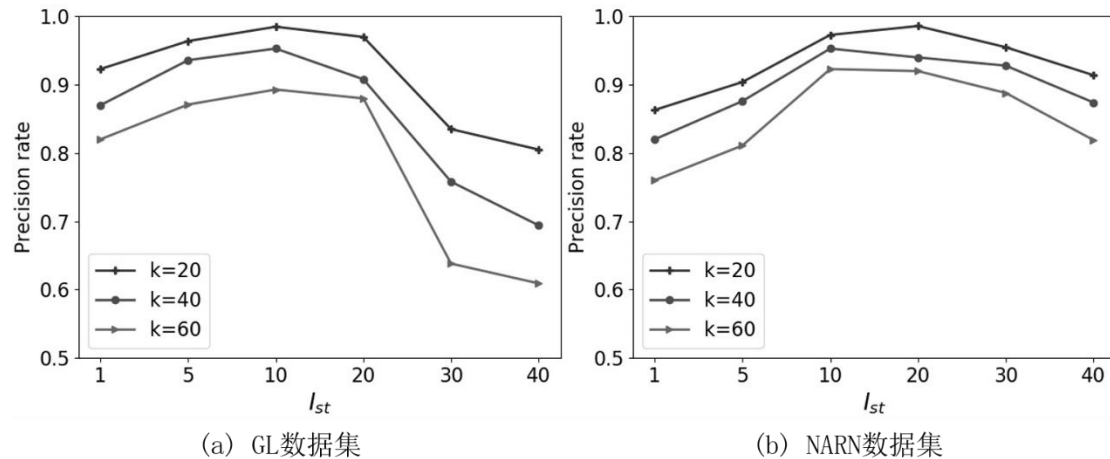 1.0
0.9
0.8
0.7
0.6
0.5
Precision rate
k=20
k=40
k=60
1 5 10 20 30 40
l_st
(a) GL数据集
1.0
0.9
0.8
0.7
0.6
0.5
Precision rate
k=20
k=40
k=60
1 5 10 20 30 40
l_st
(b) NARN数据集